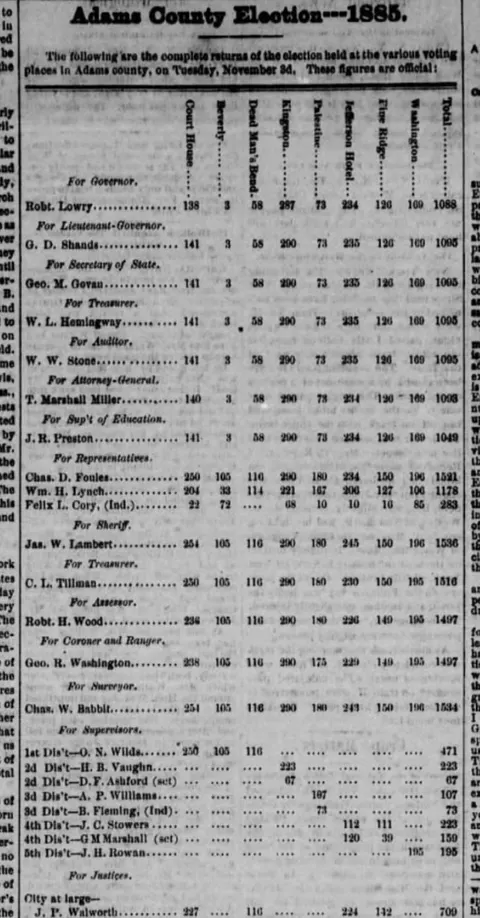 Adams County Election---1885.
The following are the complete returns of the election held at the various voting
places in Adams county, on Tuesday, November 3d. These figures are official:
Court House.....
Beverly.....
Dead Man's Bend.
Kingston.....
Palestine.....
Jefferson Hotel.
Pine Ridge.....
Washington.....
Total.....
For Governor.
Robt. Lowry............... 138 3 58 287 73 234 126 169 1088
For Lieutenant-Governor.
G. D. Shands............... 141 3 58 290 73 235 126 169 1095
For Secretary of State.
Geo. M. Govan............ 141 3 58 290 73 235 126 169 1095
For Treasurer.
W. L. Hemingway.......... 141 3 58 290 73 235 126 169 1095
For Auditor.
W. W. Stone............... 141 3 58 290 73 235 126 169 1095
For Attorney-General.
T. Marshall Miller......... 140 3 58 290 73 234 126 169 1093
For Sup't of Education.
J. R. Preston............... 141 3 58 290 73 234 126 169 1049
For Representatives.
Chas. D. Foules............ 250 105 116 290 180 234 150 196 1521
Wm. H. Lynch............ 204 33 114 221 167 206 127 106 1178
Felix L. Cory, (Ind.)...... 22 72 .... 68 10 10 16 85 283
For Sheriff.
Jas. W. Lambert............ 254 105 116 290 180 245 150 196 1536
For Treasurer.
C. L. Tillman............... 250 105 116 290 180 230 150 195 1516
For Assessor.
Robt. H. Wood............ 236 105 116 290 180 226 149 195 1497
For Coroner and Ranger.
Geo. R. Washington......... 238 105 116 290 175 229 149 195 1497
For Surveyor.
Chas. W. Babbit............ 254 105 116 290 180 243 150 196 1534
For Supervisors.
1st Dis't—O. N. Wilds....... 250 105 116 .... .... .... .... .... 471
2d Dis't—H. B. Vaughn..... .... .... .... 223 .... .... .... .... 223
2d Dis't—D. F. Ashford (sct) .... .... .... 67 .... .... .... .... 67
3d Dis't—A. P. Williams..... .... .... .... .... 107 .... .... .... 107
3d Dis't—B. Fleming, (Ind) .... .... .... .... 73 .... .... .... 73
4th Dis't—J. C. Stowers..... .... .... .... .... .... 112 111 .... 223
4th Dis't—G M Marshall (sct) .... .... .... .... .... 120 39 .... 159
5th Dis't—J. H. Rowan....... .... .... .... .... .... .... .... 195 195
For Justices.
City at large—
J. P. Walworth.......... 227 .... 116 .... .... 224 142 .... 709